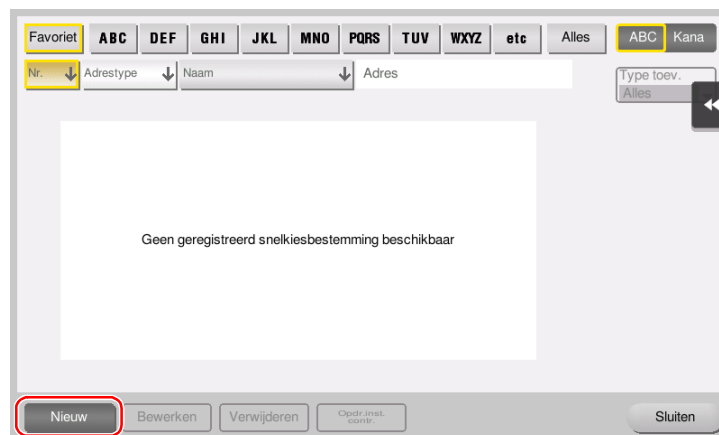 Favoriet ABC DEF GHI JKL MNO PQRS TUV WXYZ etc Alles ABC Kana
Nr. Adrestype Naam Adres
Type toev.
Alles
Geen geregistreerd snelkiesbestemming beschikbaar
Nieuw Bewerken Verwijderen Opdr.inst. contr. Sluiten